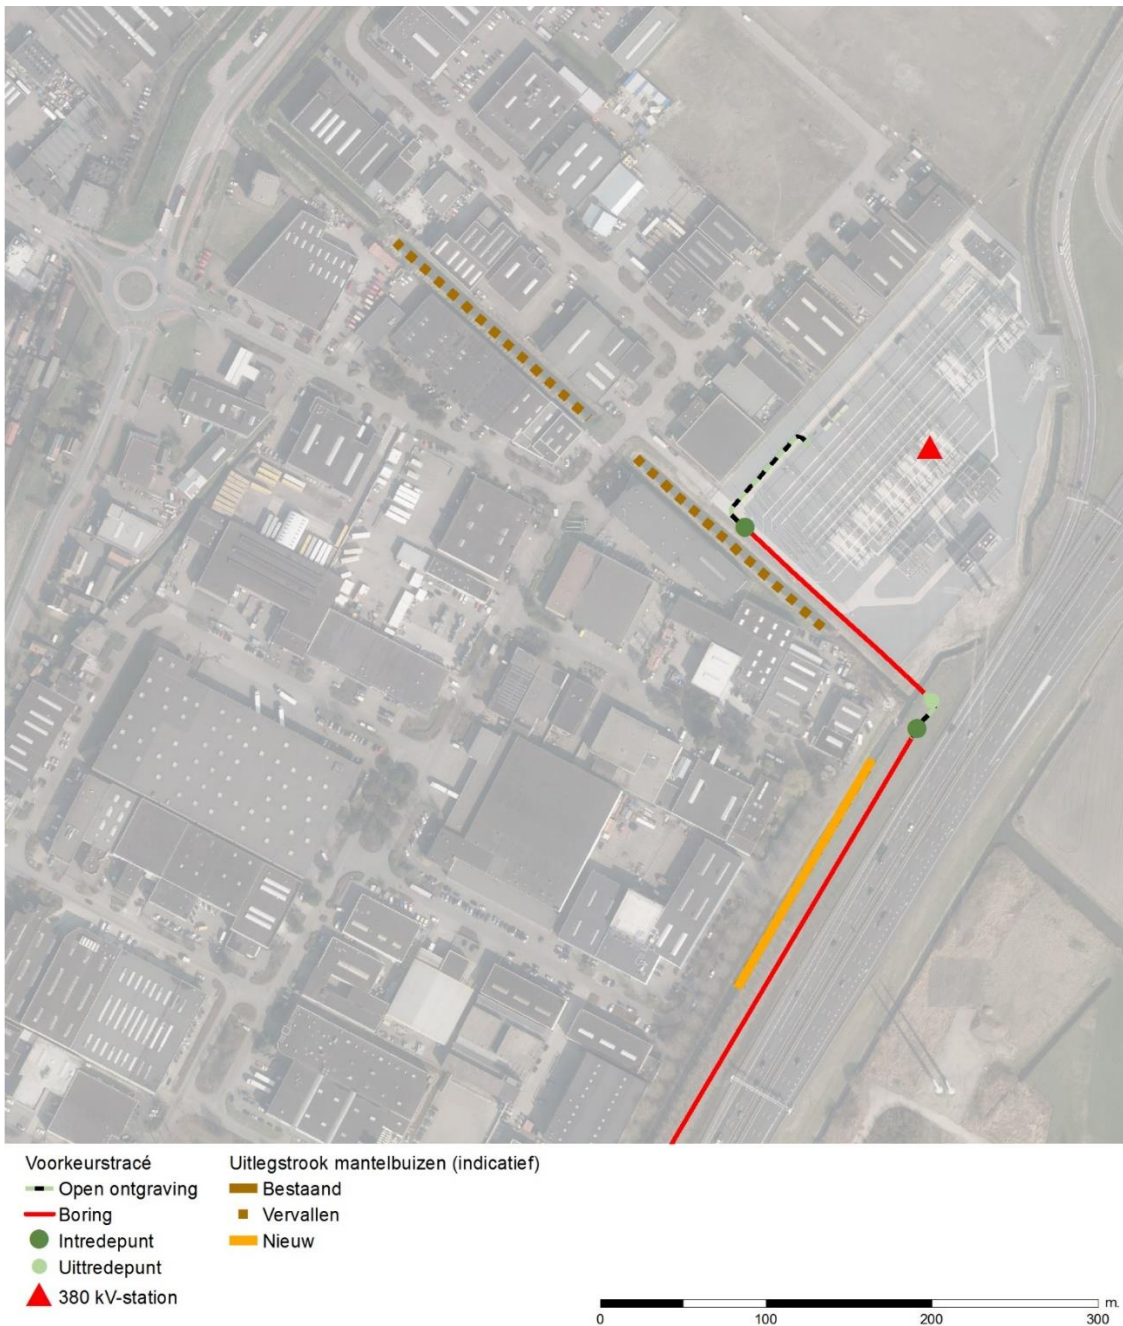 Voorkeurstracé
Open ontgraving
Boring
Intredepunt
Uittredepunt
380 kV-station
Uitlegstrook mantelbuizen (indicatief)
Bestaand
Vervallen
Nieuw
m.
0 100 200 300